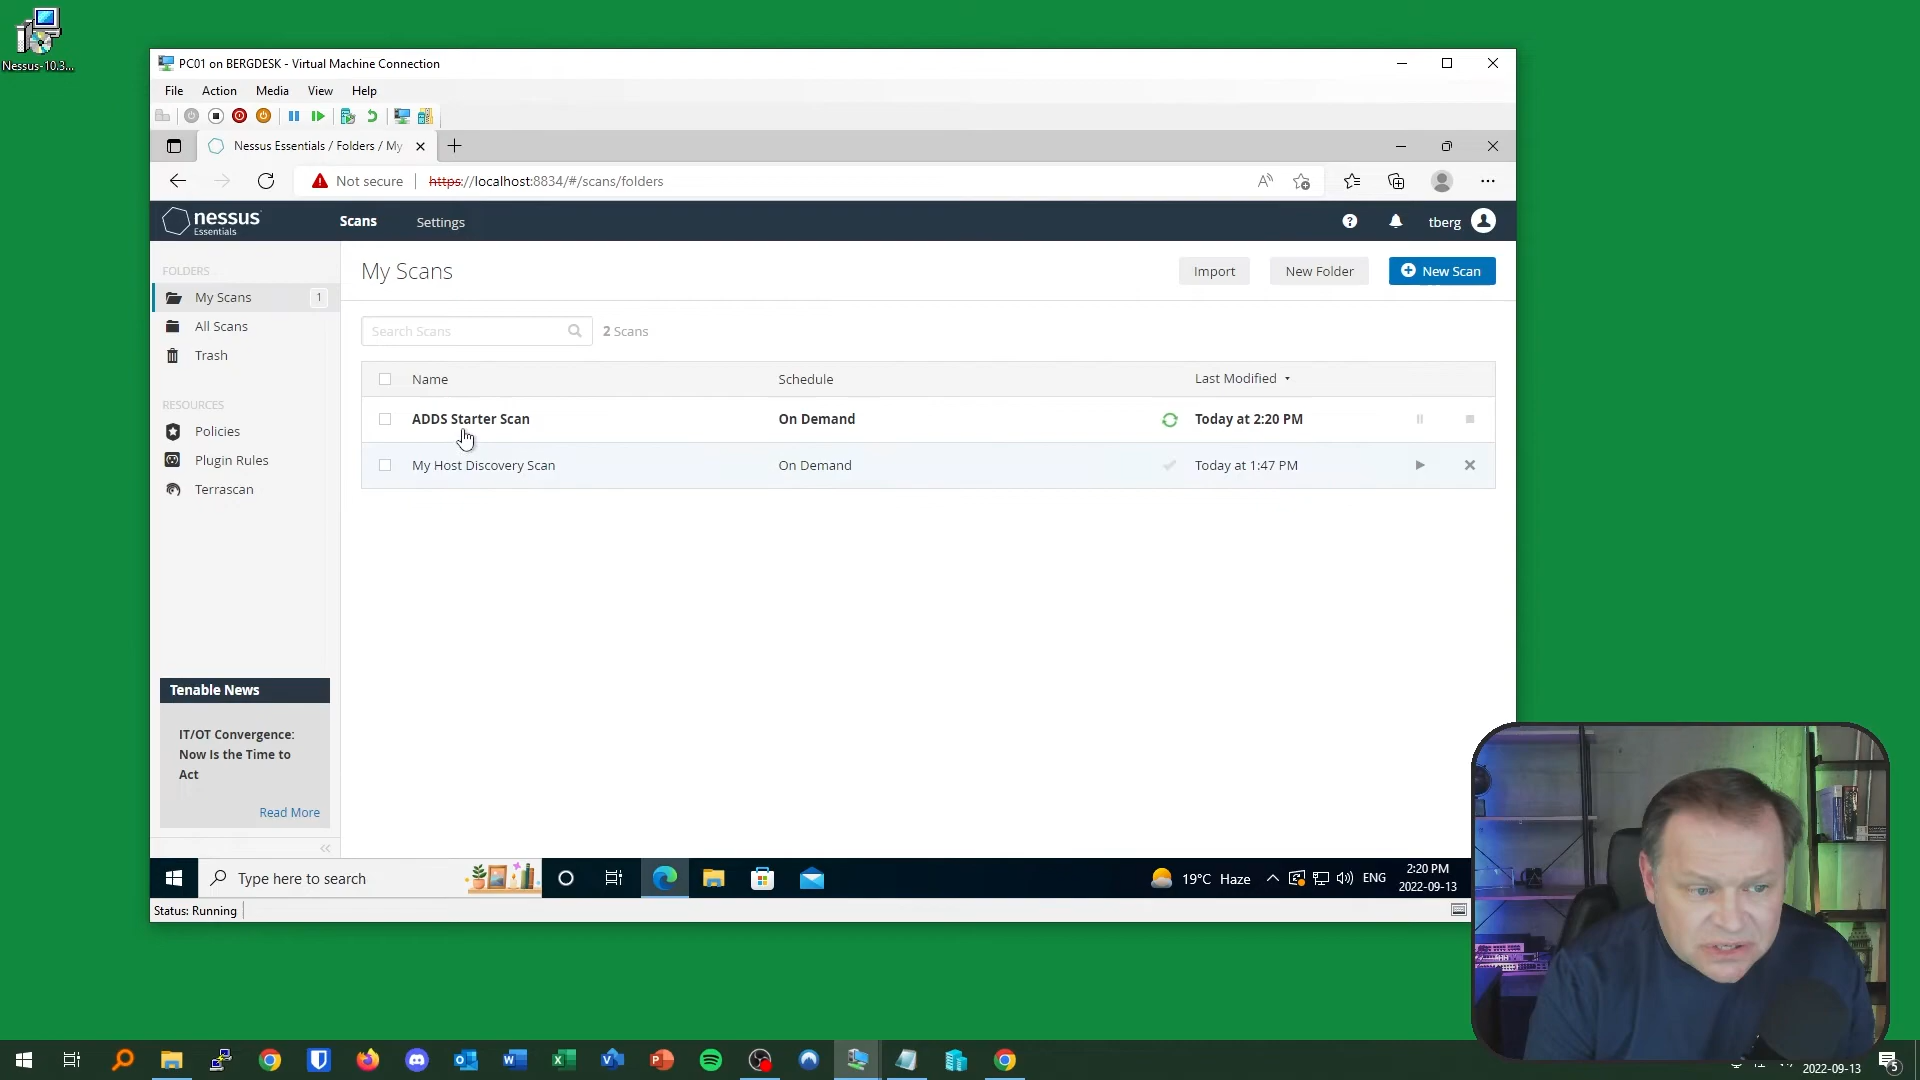 Nessus-10.3...
PC01 on BERGDESK - Virtual Machine Connection
File Action Media View Help
Nessus Essentials / Folders / My
Not secure https://localhost:8834/#/scans/folders
nessus Essentials
Scans Settings
tberg
FOLDERS
My Scans 1
All Scans
Trash
RESOURCES
Policies
Plugin Rules
Terrascan
Tenable News
IT/OT Convergence:
Now Is the Time to
Act
Read More
My Scans
Import New Folder New Scan
Search Scans 2 Scans
Name Schedule Last Modified
ADDS Starter Scan On Demand Today at 2:20 PM
My Host Discovery Scan On Demand Today at 1:47 PM
Type here to search
19°C Haze
ENG
2:20 PM
2022-09-13
Status: Running
2022-09-13
5